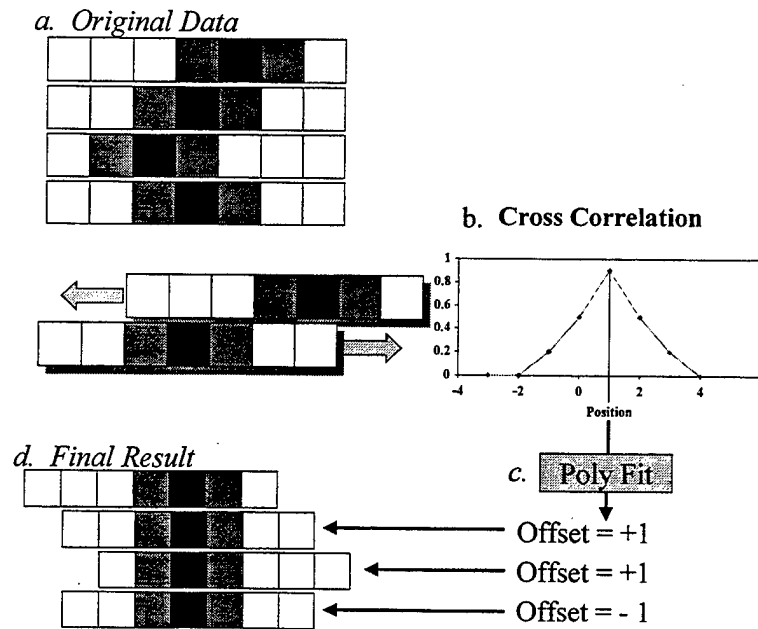 a. Original Data
b. Cross Correlation
1
0.8
0.6
0.4
0.2
0
-4
-2
0
2
4
Position
c. Poly Fit
d. Final Result
Offset = +1
Offset = +1
Offset = - 1